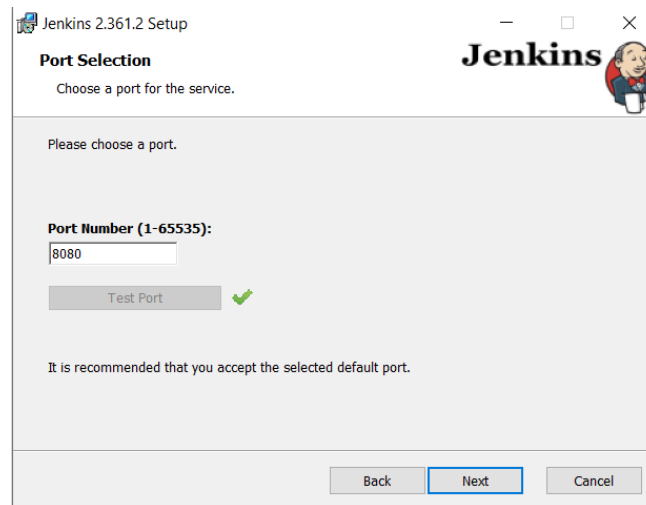 Jenkins 2.361.2 Setup
Port Selection
Jenkins
Choose a port for the service.
Please choose a port.
Port Number (1-65535):
8080
Test Port
It is recommended that you accept the selected default port.
Back
Next
Cancel